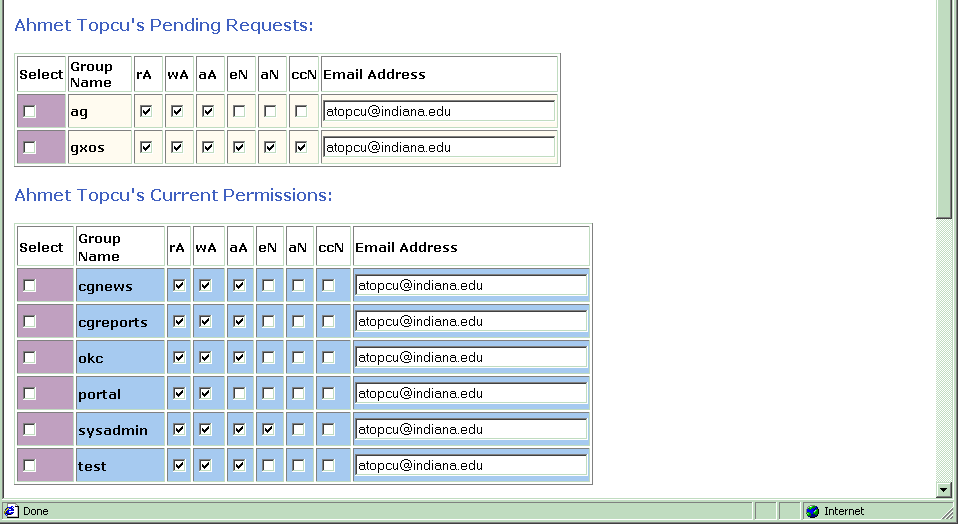 Ahmet Topcu's Pending Requests:
Select Group Name rA wA aA eN aN ccN Email Address
ag atopcu@indiana.edu
gxos atopcu@indiana.edu
Ahmet Topcu's Current Permissions:
Select Group Name rA wA aA eN aN ccN Email Address
cgnews atopcu@indiana.edu
cgreports atopcu@indiana.edu
okc atopcu@indiana.edu
portal atopcu@indiana.edu
sysadmin atopcu@indiana.edu
test atopcu@indiana.edu
Done Internet